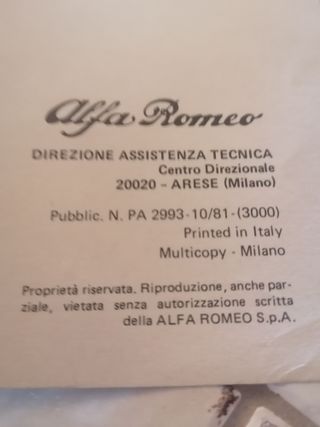 Alfa Romeo
DIREZIONE ASSISTENZA TECNICA
Centro Direzionale
20020 - ARESE (Milano)
Pubblic. N. PA 2993-10/81-(3000)
Printed in Italy
Multicopy - Milano
Proprietà riservata. Riproduzione, anche par-
ziale, vietata senza autorizzazione scritta
della ALFA ROMEO S.p.A.